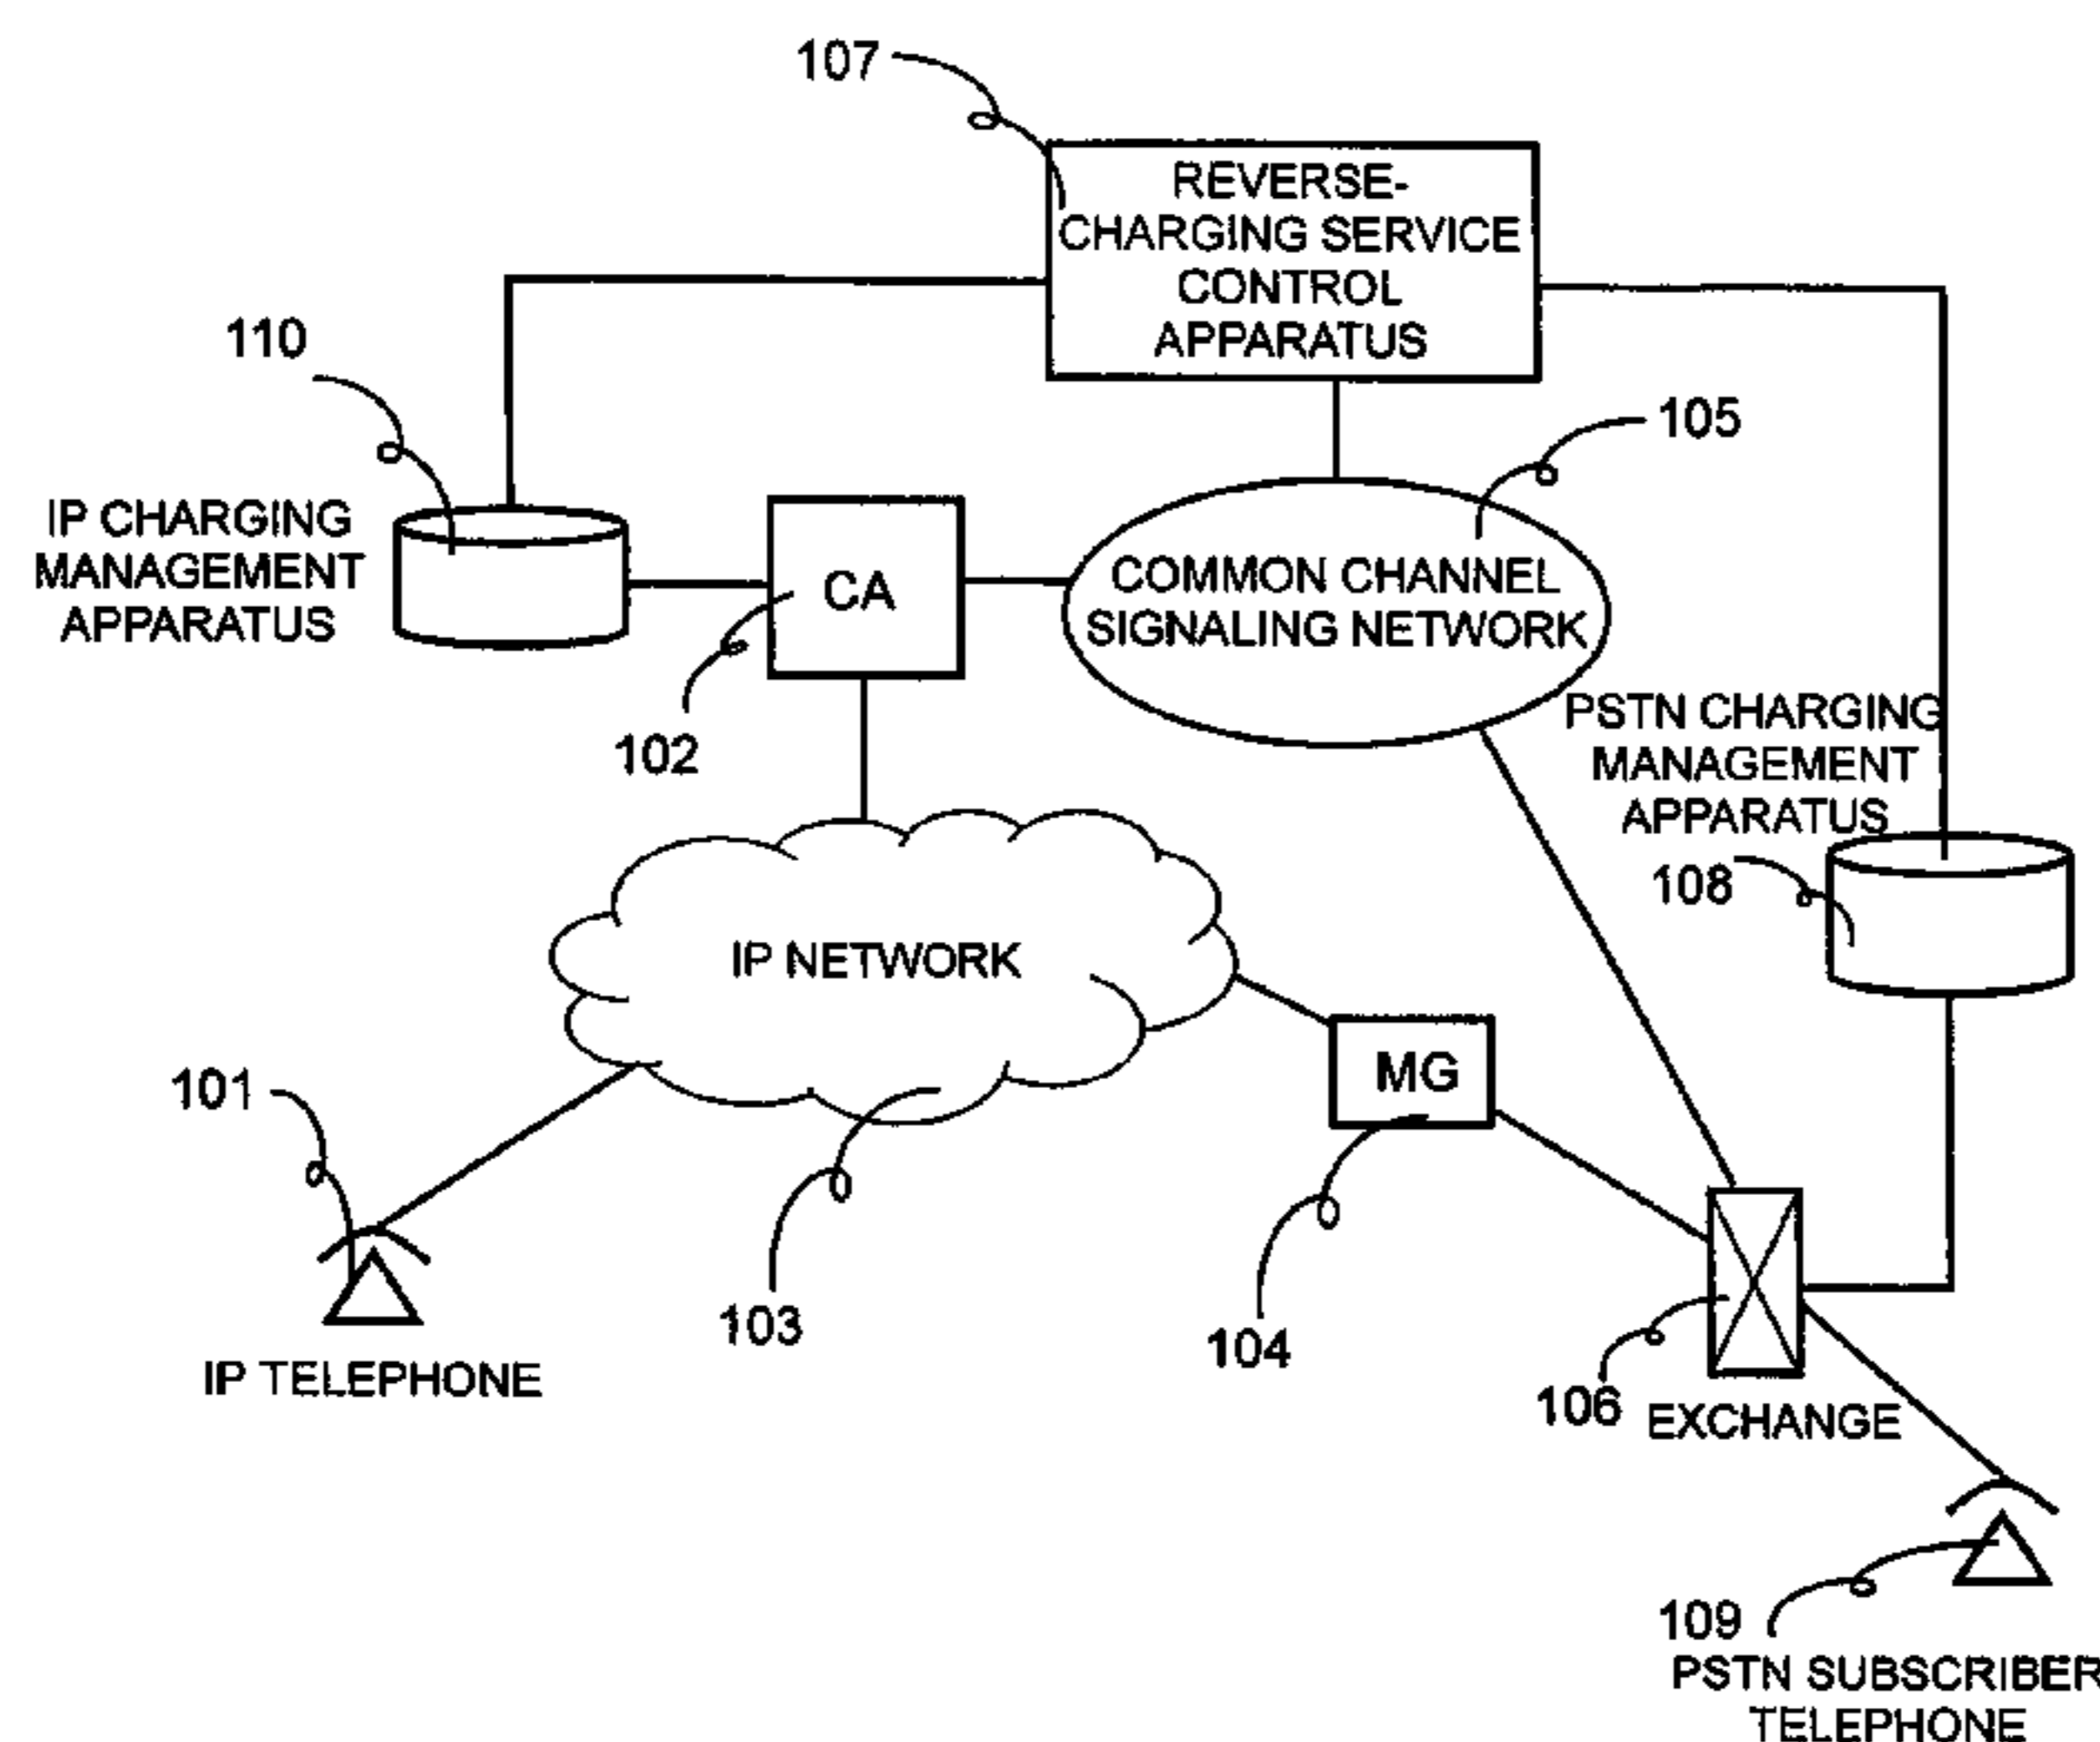 107
REVERSE-
CHARGING SERVICE
CONTROL
APPARATUS
110
105
IP CHARGING
MANAGEMENT
APPARATUS
CA
COMMON CHANNEL
SIGNALING NETWORK
102
PSTN CHARGING
MANAGEMENT
APPARATUS
108
IP NETWORK
MG
101
103
104
IP TELEPHONE
106
EXCHANGE
109
PSTN SUBSCRIBER
TELEPHONE